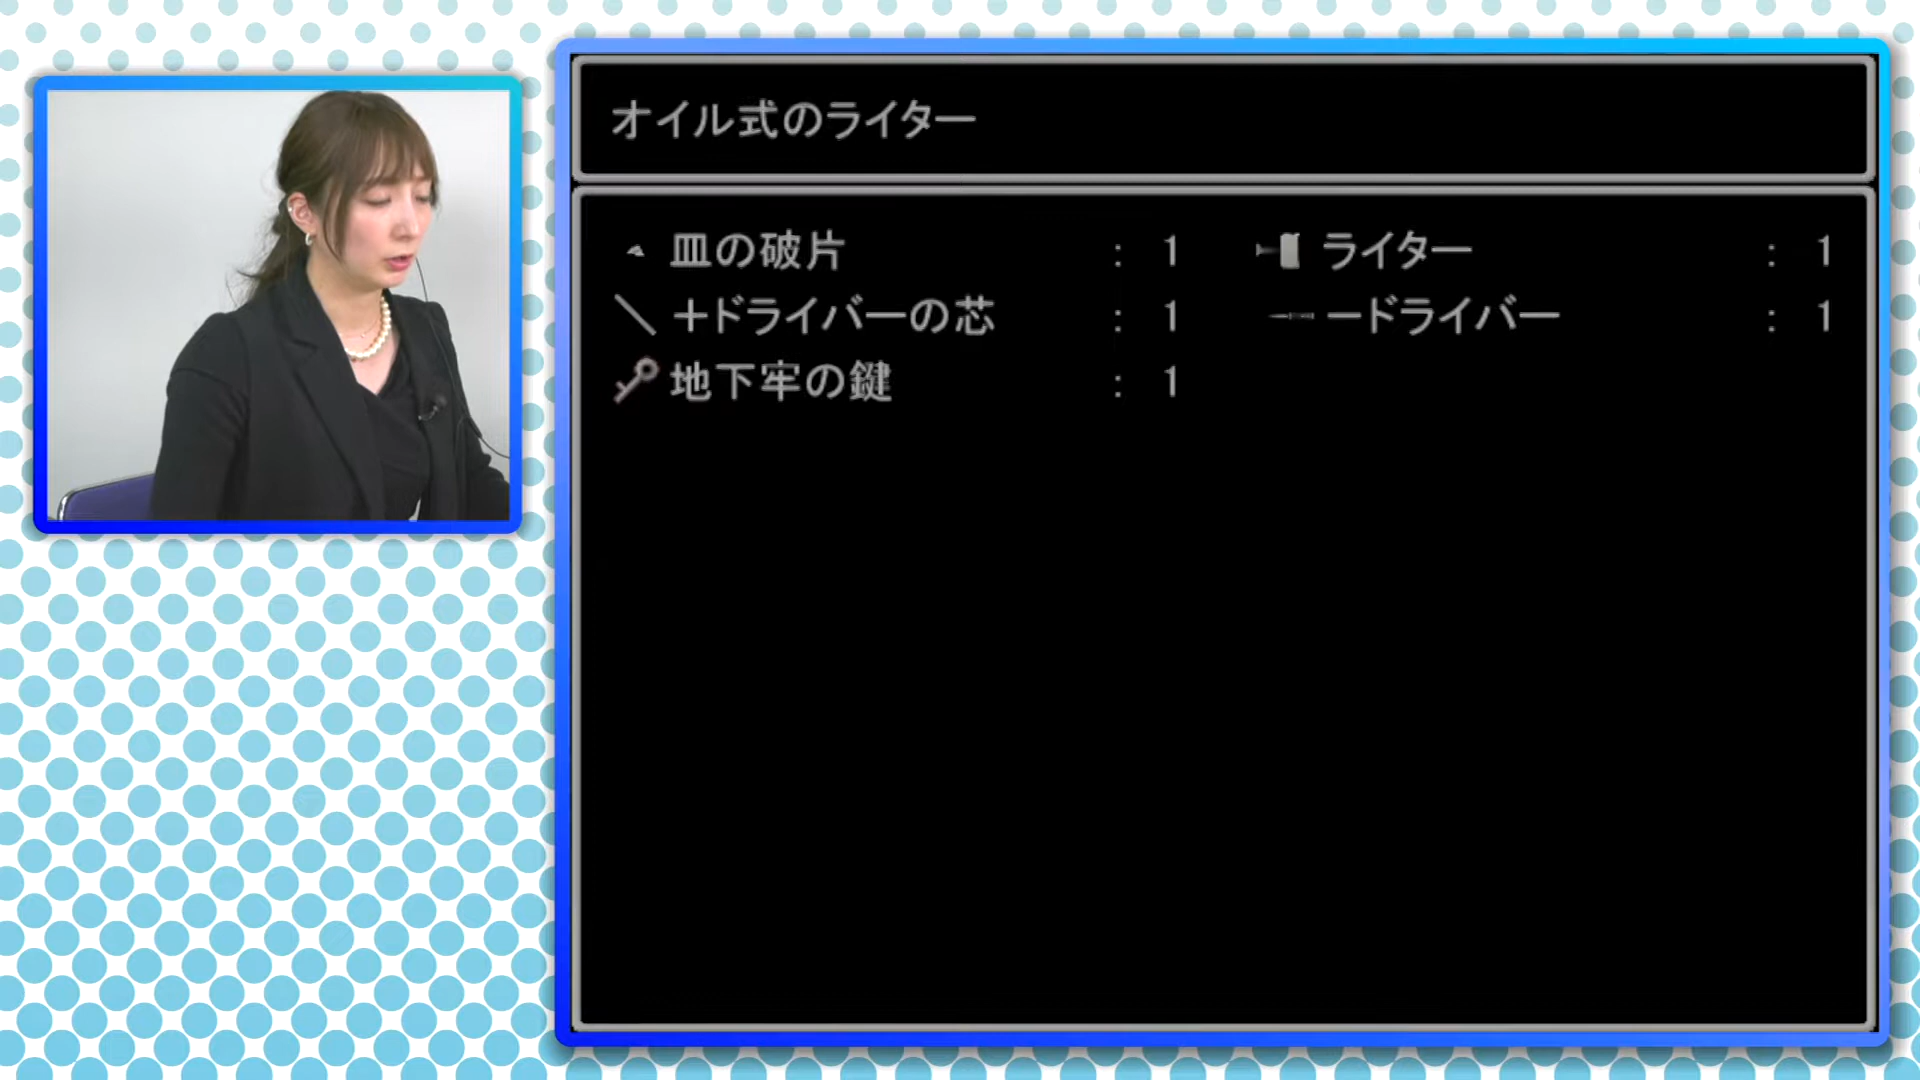 オイル式のライター
皿の破片 : 1 ライター : 1
＋ドライバーの芯 : 1 ードライバー : 1
地下牢の鍵 : 1